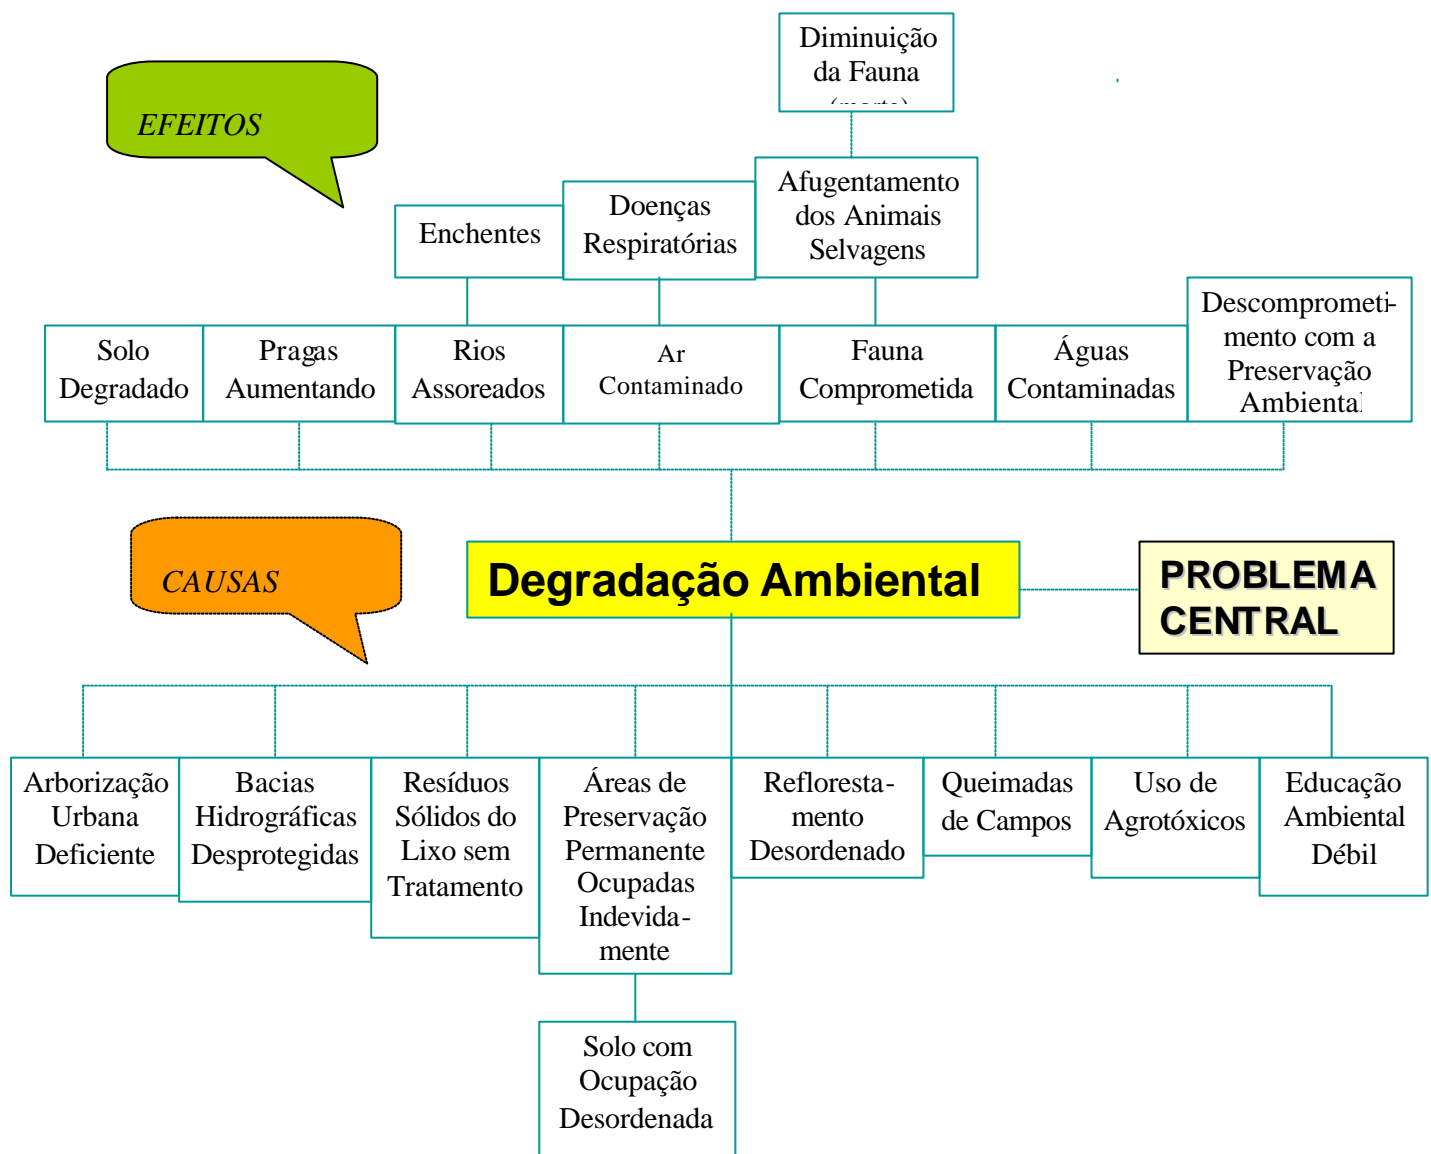 Diminuição
da Fauna
EFEITOS
Enchentes
Doenças
Respiratórias
Afugentamento
dos Animais
Selvagens
Solo
Degradado
Pragas
Aumentando
Rios
Assoreados
Ar
Contaminado
Fauna
Comprometida
Águas
Contaminadas
Descomprometi-
mento com a
Preservação
Ambiental
CAUSAS
Degradação Ambiental
PROBLEMA
CENTRAL
Arborização
Urbana
Deficiente
Bacias
Hidrográficas
Desprotegidas
Resíduos
Sólidos do
Lixo sem
Tratamento
Áreas de
Preservação
Permanente
Ocupadas
Indevida-
mente
Refloresta-
mento
Desordenado
Queimadas
de Campos
Uso de
Agrotóxicos
Educação
Ambiental
Débil
Solo com
Ocupação
Desordenada